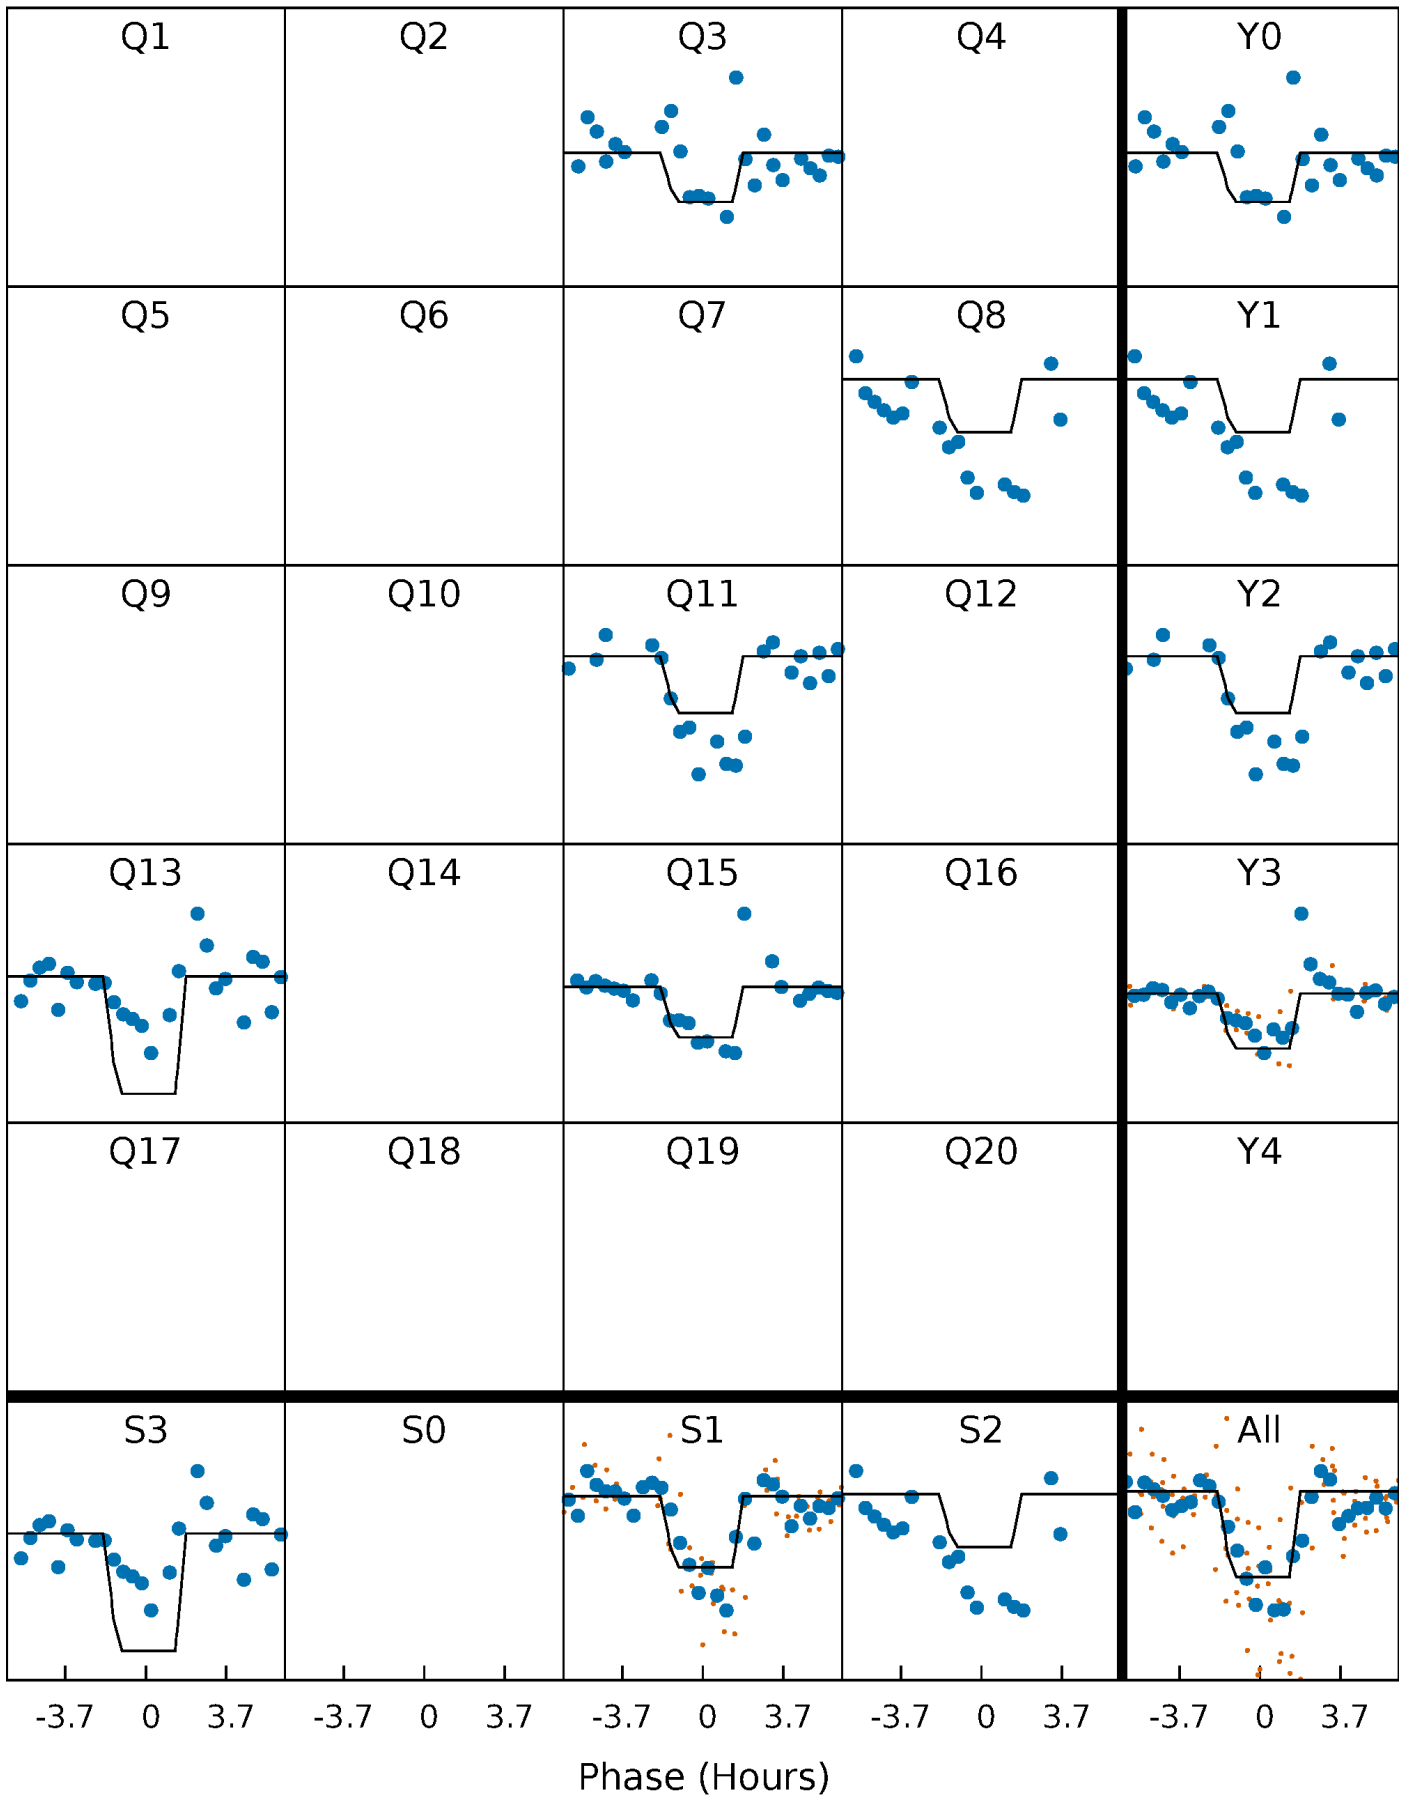 Q1 Q2 Q3 Q4 Y0
Q5 Q6 Q7 Q8 Y1
Q9 Q10 Q11 Q12 Y2
Q13 Q14 Q15 Q16 Y3
Q17 Q18 Q19 Q20 Y4
S3 S0 S1 S2 All
-3.7 0 3.7 -3.7 0 3.7 -3.7 0 3.7 -3.7 0 3.7 -3.7 0 3.7
Phase (Hours)